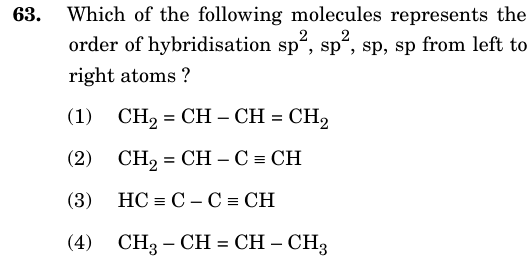 63. Which of the following molecules represents the
order of hybridisation sp², sp², sp, sp from left to
right atoms ?
(1) CH₂ = CH – CH = CH₂
(2) CH₂ = CH – C ≡ CH
(3) HC ≡ C – C ≡ CH
(4) CH₃ – CH = CH – CH₃